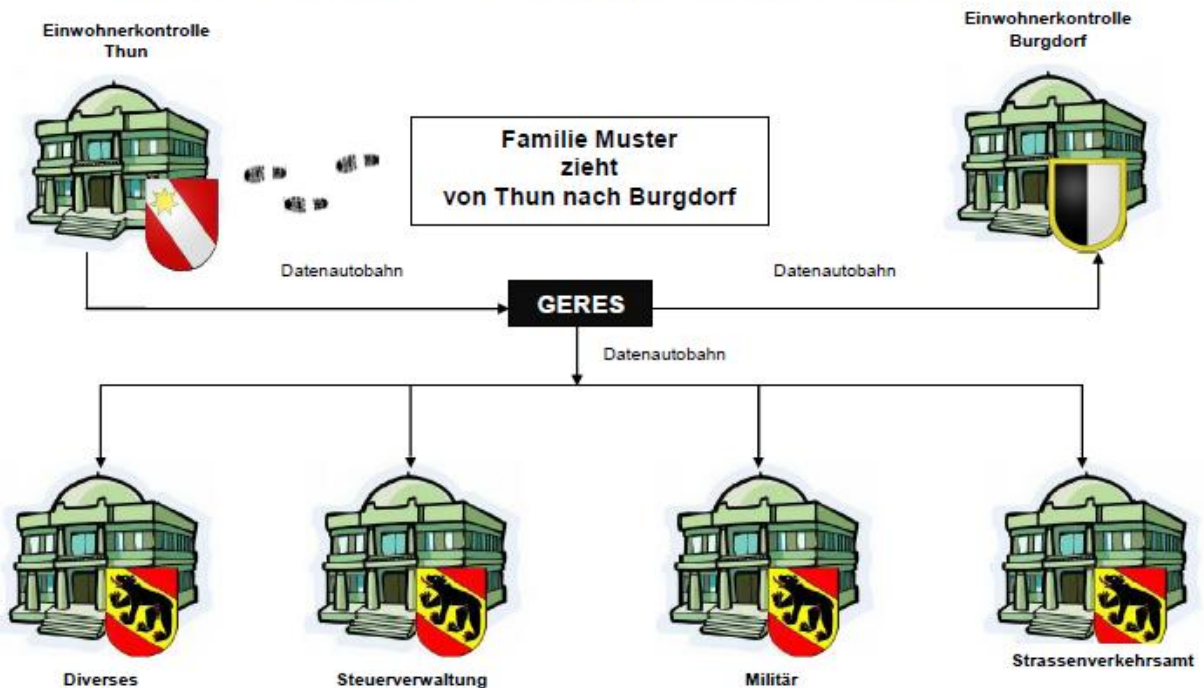 Einwohnerkontrolle
Thun
Einwohnerkontrolle
Burgdorf
Familie Muster
zieht
von Thun nach Burgdorf
Datenautobahn
Datenautobahn
GERES
Datenautobahn
Diverses
Steuerverwaltung
Militär
Strassenverkehrsamt